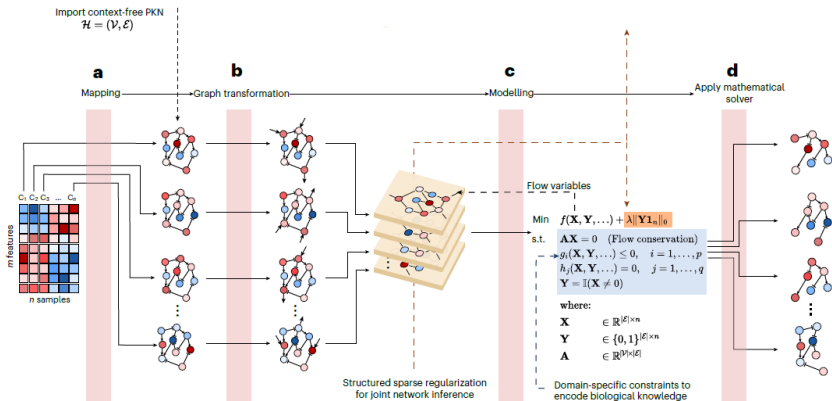 Import context-free PKN
ℋ = (𝒱, ℰ)
a
b
c
d
Mapping
Graph transformation
Modelling
Apply mathematical
solver
C₁ C₂ C₃ ... Cₙ
m features
n samples
Flow variables
Min f(X, Y, …) + λ‖Y1ₙ‖₀
s.t. AX = 0 (Flow conservation)
gᵢ(X, Y, …) ≤ 0, i = 1, …, p
hⱼ(X, Y, …) = 0, j = 1, …, q
Y = 𝕀(X ≠ 0)
where:
X ∈ ℝ^{|ℰ|×n}
Y ∈ {0, 1}^{|ℰ|×n}
A ∈ ℝ^{|𝒱|×|ℰ|}
Structured sparse regularization
for joint network inference
Domain-specific constraints to
encode biological knowledge